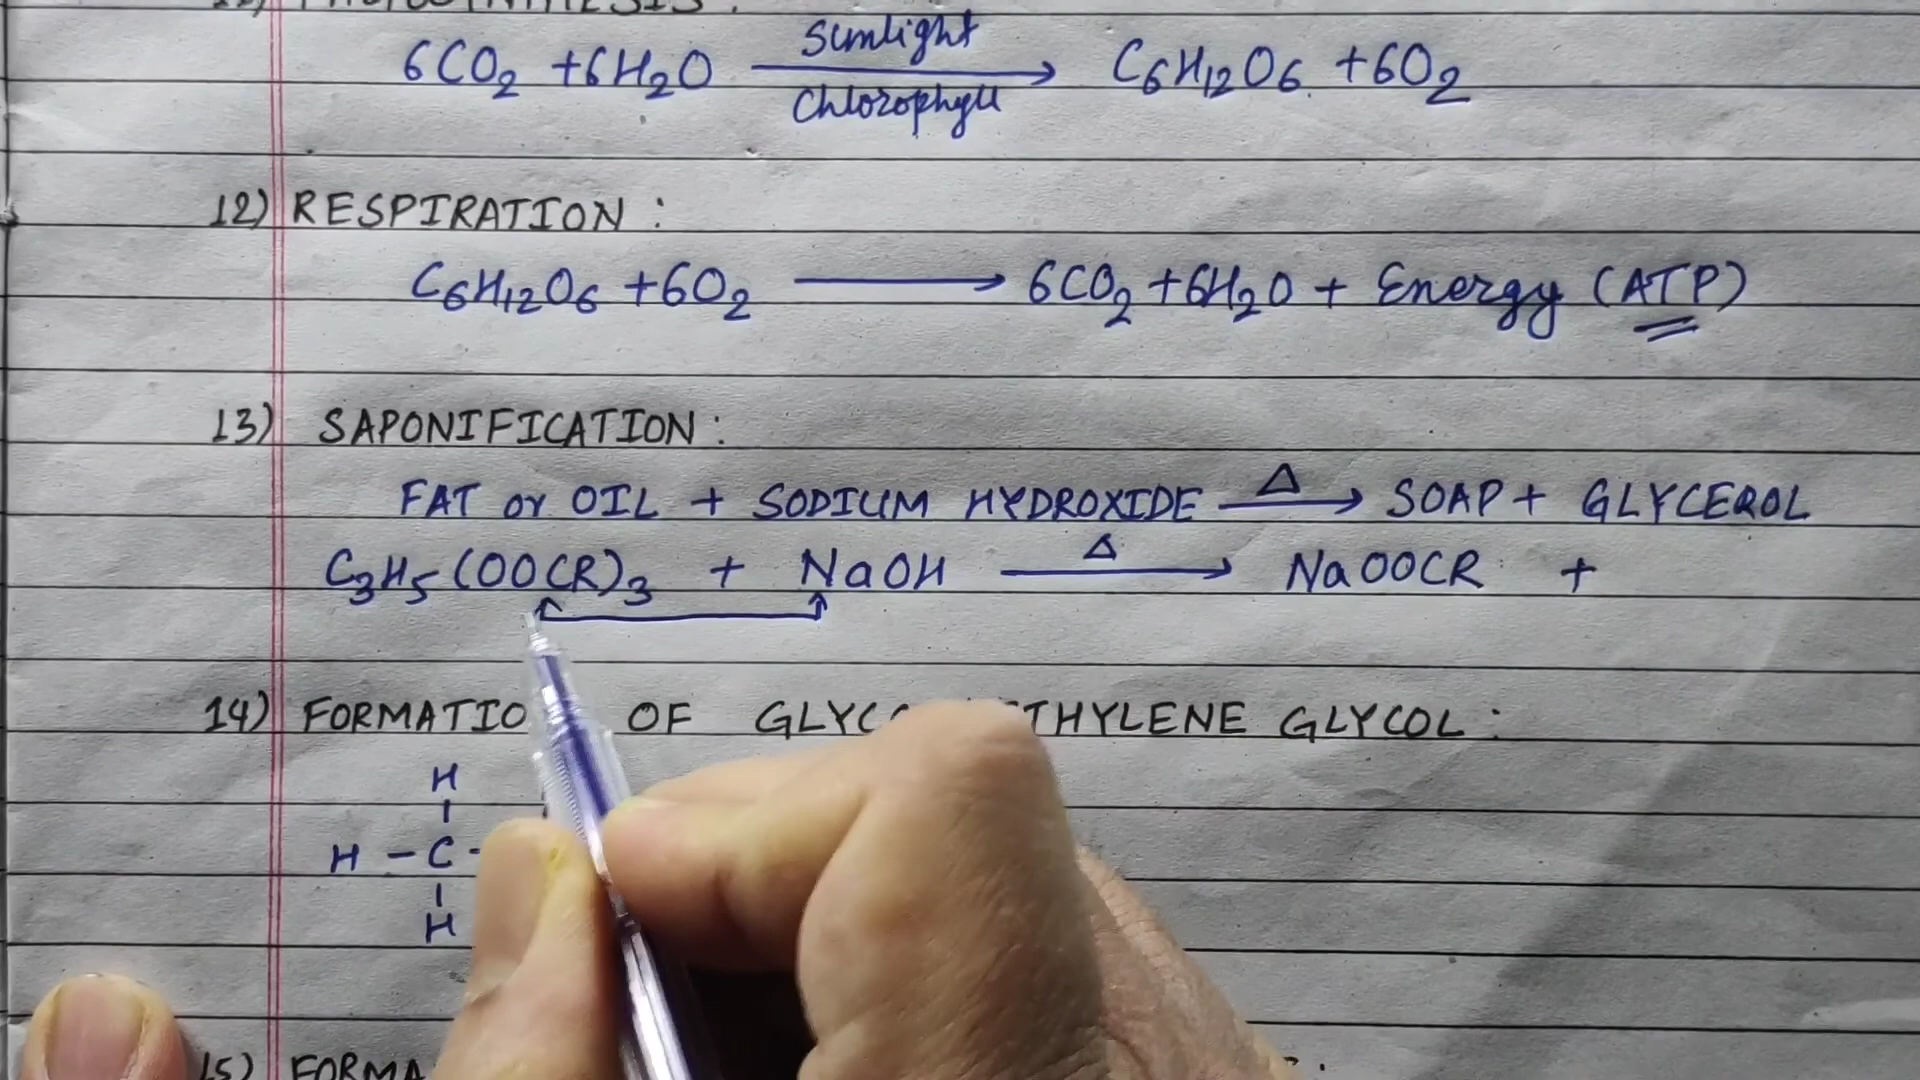 6CO2 + 6H2O Sunlight Chlorophyll → C6H12O6 + 6O2
12) RESPIRATION :
C6H12O6 + 6O2 → 6CO2 + 6H2O + Energy (ATP)
13) SAPONIFICATION :
FAT or OIL + SODIUM HYDROXIDE Δ → SOAP + GLYCEROL
C3H5(OOCR)3 + NaOH Δ → NaOOCR +
14) FORMATIO OF GLYC THYLENE GLYCOL :
H
H - C -
H
15) FORMA